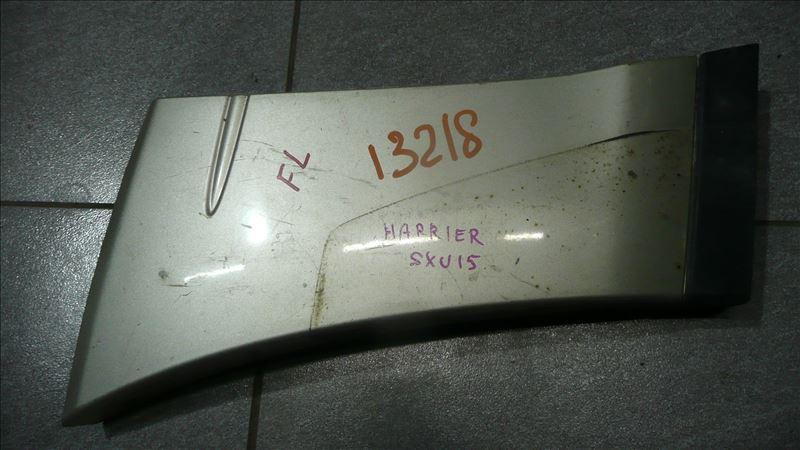 13218
FL
HARRIER
SXU15